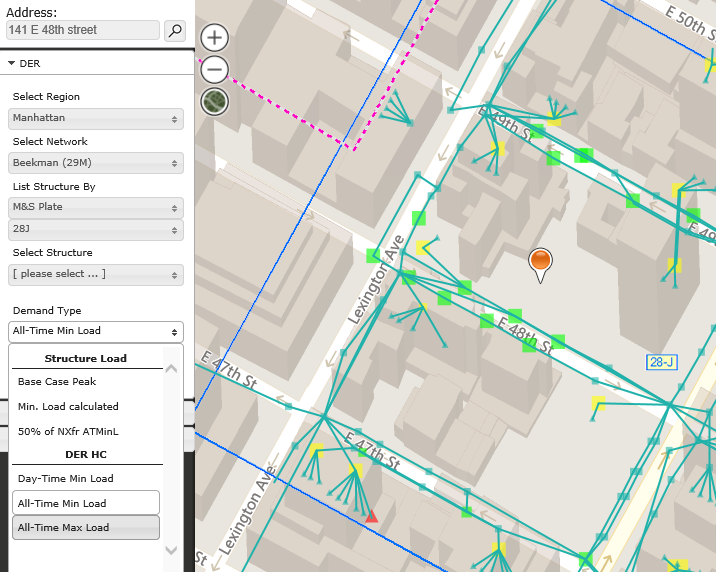 Address:
141 E 48th street
DER
Select Region
Manhattan
Select Network
Beekman (29M)
List Structure By
M&S Plate
28J
Select Structure
[ please select ... ]
Demand Type
All-Time Min Load
Structure Load
Base Case Peak
Min. Load calculated
50% of NXfr ATMinL
DER HC
Day-Time Min Load
All-Time Min Load
All-Time Max Load
E 50th S
E 49th St
E 49
Lexington Ave
E 48th St
28-J
E 47th St
E 47th St
Lexington Ave
St